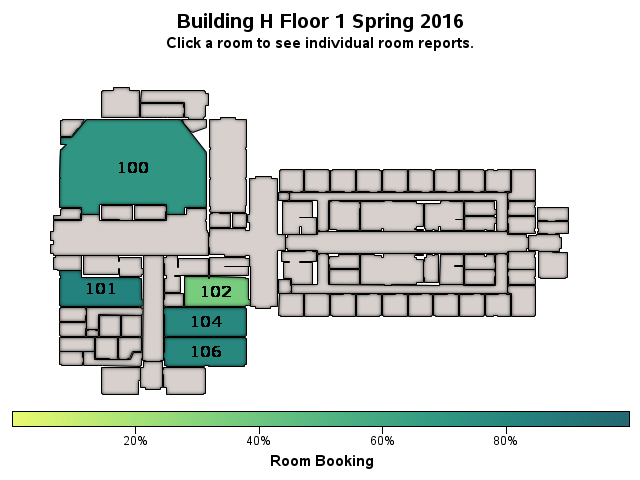 Building H Floor 1 Spring 2016
Click a room to see individual room reports.
100
101
102
104
106
20% 40% 60% 80%
Room Booking